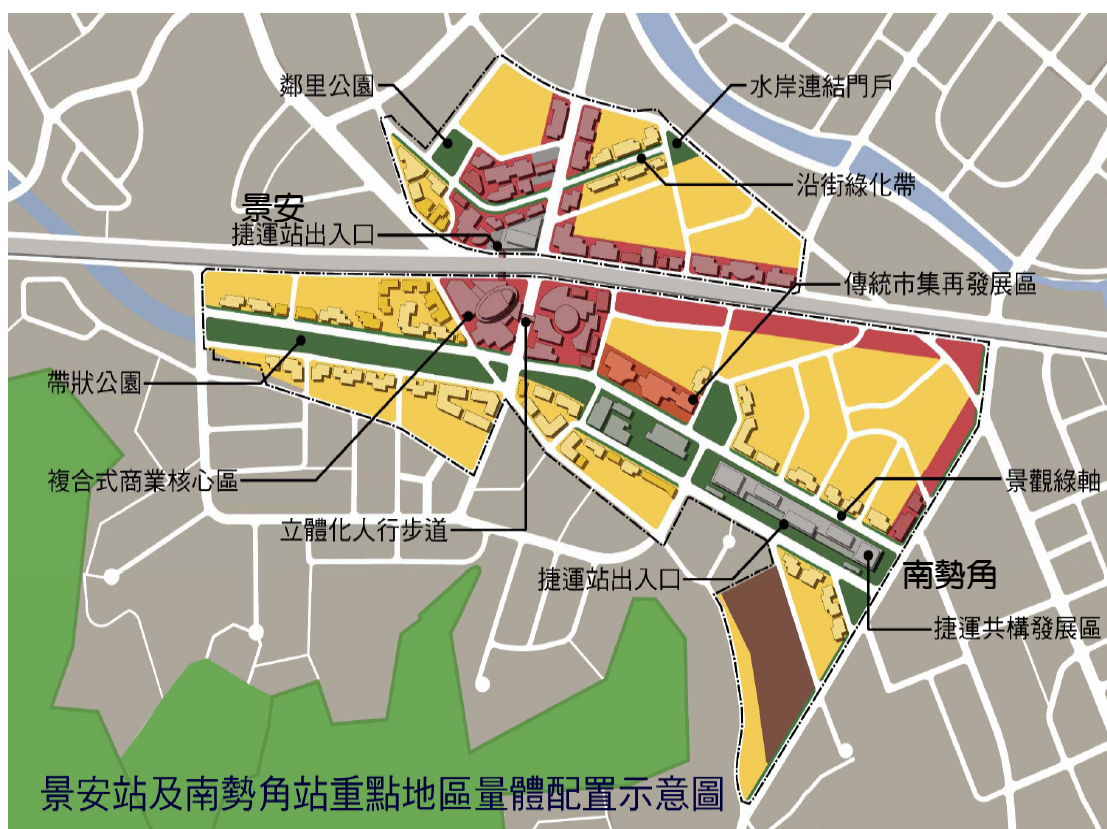 鄰里公園
水岸連結門戶
沿街綠化帶
景安
捷運站出入口
傳統市集再發展區
帶狀公園
複合式商業核心區
景觀綠軸
立體化人行步道
捷運站出入口
南勢角
捷運共構發展區
景安站及南勢角站重點地區量體配置示意圖